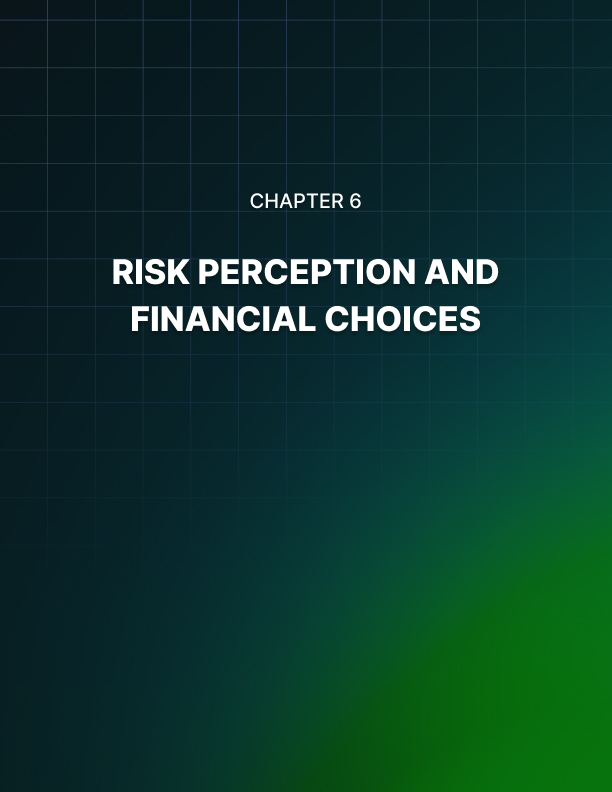 CHAPTER 6
RISK PERCEPTION AND
FINANCIAL CHOICES